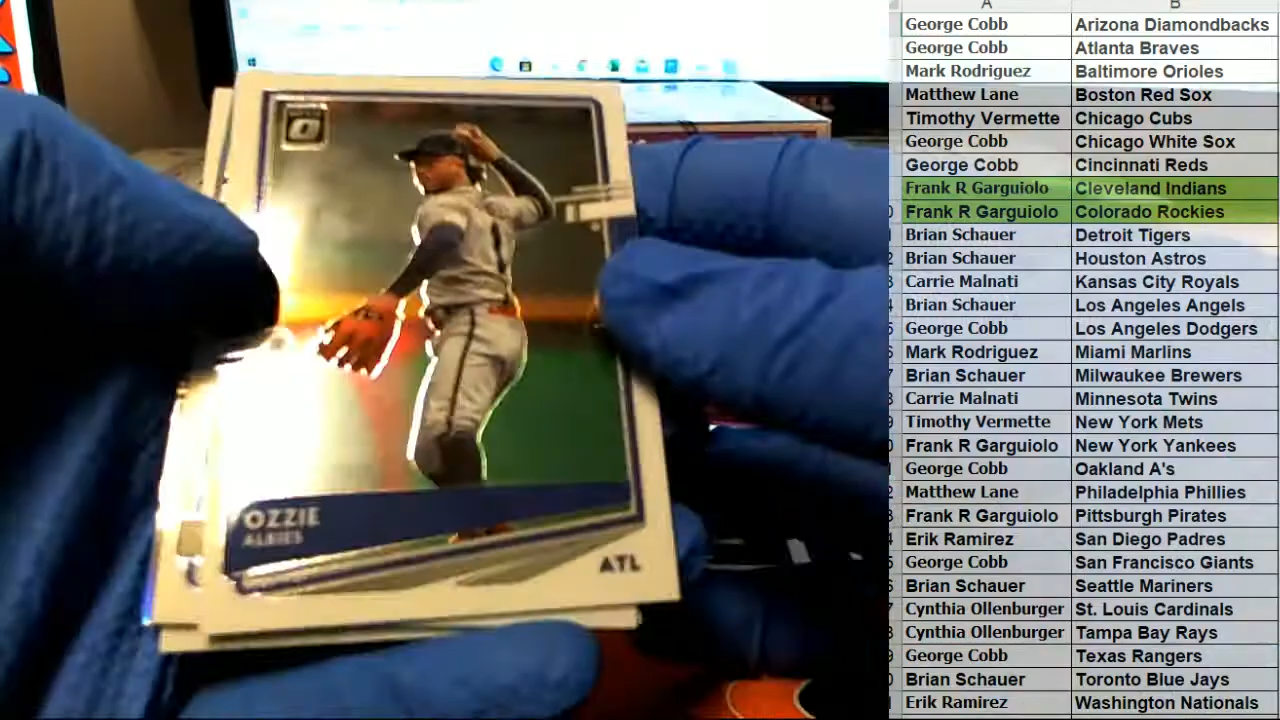 OZZIE
ALBIES
ATL
1
A B
George Cobb Arizona Diamondbacks
George Cobb Atlanta Braves
Mark Rodriguez Baltimore Orioles
Matthew Lane Boston Red Sox
Timothy Vermette Chicago Cubs
George Cobb Chicago White Sox
George Cobb Cincinnati Reds
Frank R Garguiolo Cleveland Indians
Frank R Garguiolo Colorado Rockies
Brian Schauer Detroit Tigers
Brian Schauer Houston Astros
Carrie Malnati Kansas City Royals
Brian Schauer Los Angeles Angels
George Cobb Los Angeles Dodgers
Mark Rodriguez Miami Marlins
Brian Schauer Milwaukee Brewers
Carrie Malnati Minnesota Twins
Timothy Vermette New York Mets
Frank R Garguiolo New York Yankees
George Cobb Oakland A's
Matthew Lane Philadelphia Phillies
Frank R Garguiolo Pittsburgh Pirates
Erik Ramirez San Diego Padres
George Cobb San Francisco Giants
Brian Schauer Seattle Mariners
Cynthia Ollenburger St. Louis Cardinals
Cynthia Ollenburger Tampa Bay Rays
George Cobb Texas Rangers
Brian Schauer Toronto Blue Jays
Erik Ramirez Washington Nationals